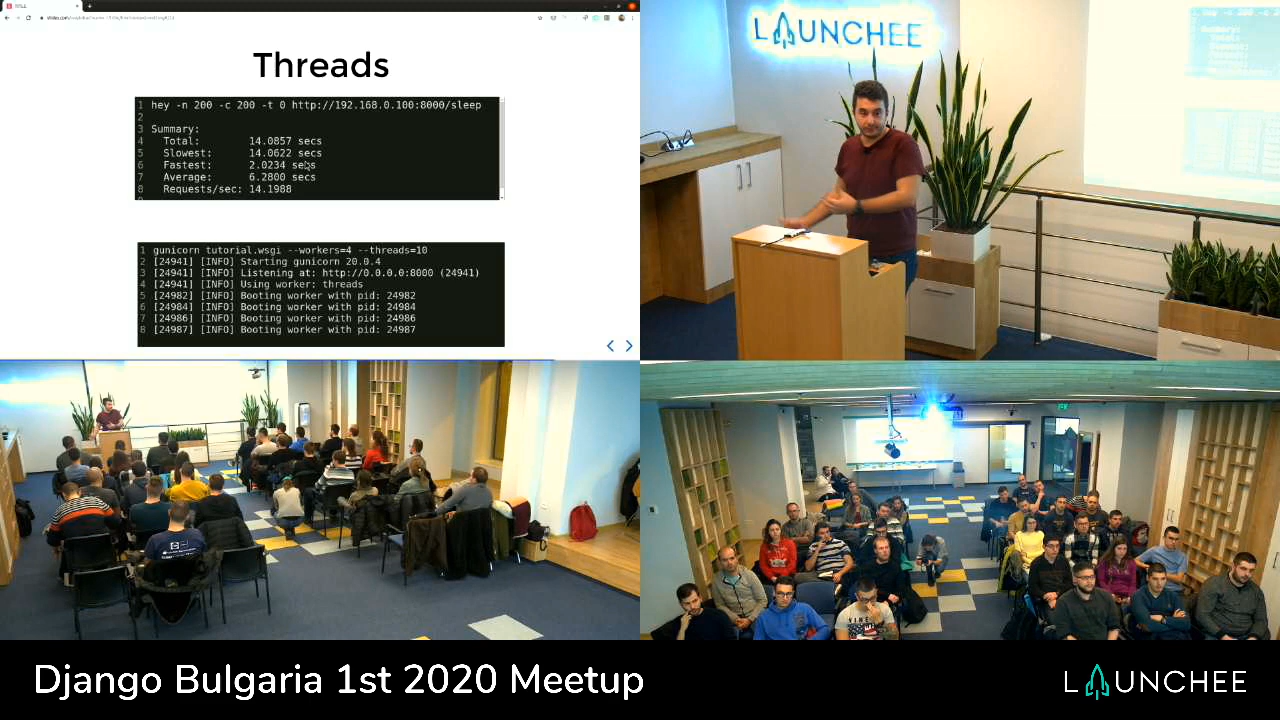 Threads
1 hey -n 200 -c 200 -t 0 http://192.168.0.100:8000/sleep
2
3 Summary:
4 Total: 14.0857 secs
5 Slowest: 14.0622 secs
6 Fastest: 2.0234 secs
7 Average: 6.2800 secs
8 Requests/sec: 14.1988
1 gunicorn tutorial.wsgi --workers=4 --threads=10
2 [24941] [INFO] Starting gunicorn 20.0.4
3 [24941] [INFO] Listening at: http://0.0.0.0:8000 (24941)
4 [24941] [INFO] Using worker: threads
5 [24982] [INFO] Booting worker with pid: 24982
6 [24984] [INFO] Booting worker with pid: 24984
7 [24986] [INFO] Booting worker with pid: 24986
8 [24987] [INFO] Booting worker with pid: 24987
LAUNCHEE
Django Bulgaria 1st 2020 Meetup
LAUNCHEE